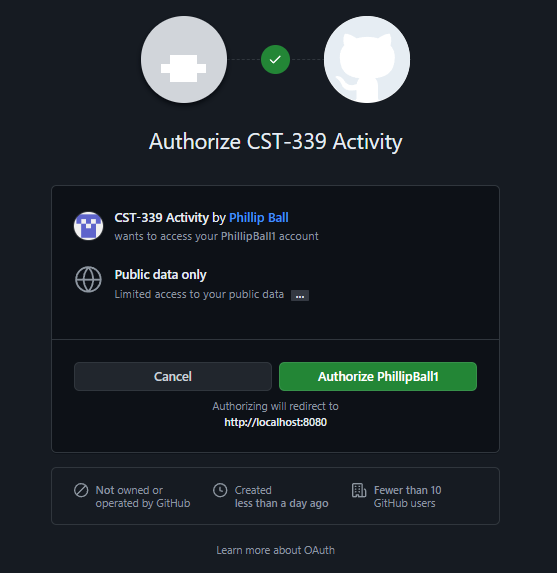 Authorize CST-339 Activity
CST-339 Activity by Phillip Ball
wants to access your PhillipBall1 account
Public data only
Limited access to your public data ...
Cancel
Authorize PhillipBall1
Authorizing will redirect to
http://localhost:8080
Not owned or
operated by GitHub
Created
less than a day ago
Fewer than 10
GitHub users
Learn more about OAuth